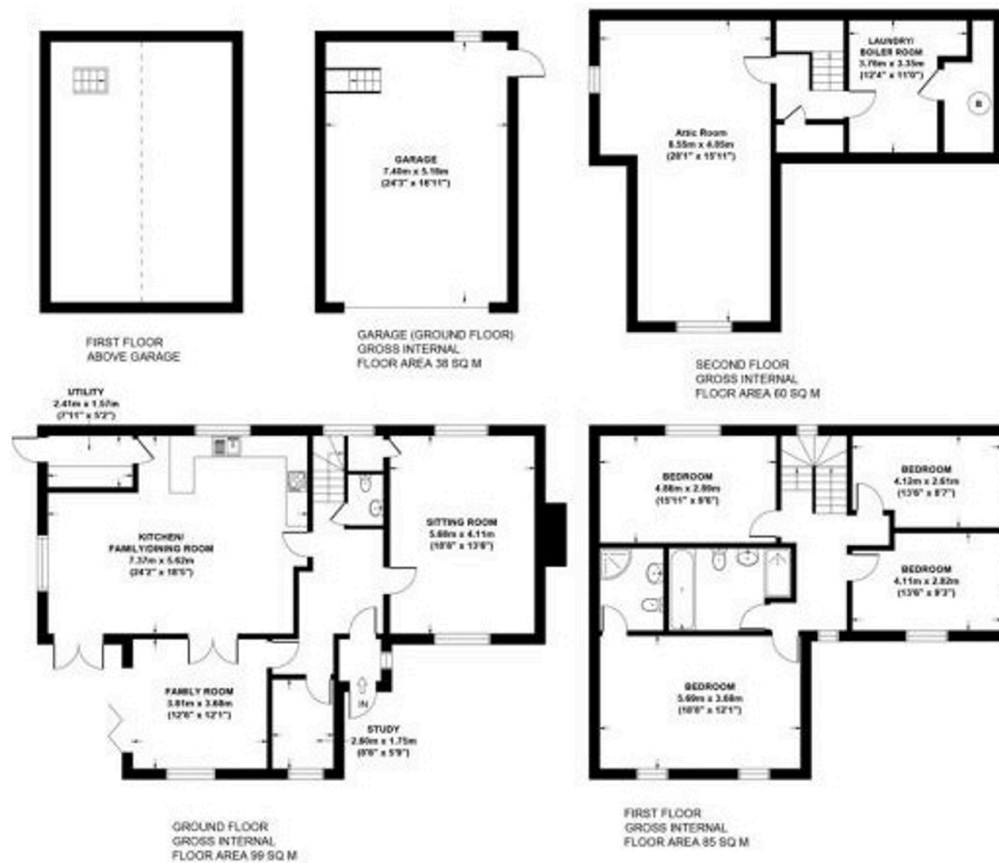 LAUNDRY/
BOILER ROOM
3.76m x 3.35m
(12'4" x 11'0")
B
Attic Room
8.55m x 4.85m
(28'1" x 15'11")
GARAGE
7.40m x 5.16m
(24'3" x 16'11")
FIRST FLOOR
ABOVE GARAGE
GARAGE (GROUND FLOOR)
GROSS INTERNAL
FLOOR AREA 38 SQ M
SECOND FLOOR
GROSS INTERNAL
FLOOR AREA 60 SQ M
UTILITY
2.41m x 1.57m
(7'11" x 5'2")
KITCHEN/
FAMILY/DINING ROOM
7.37m x 5.62m
(24'2" x 18'5")
SITTING ROOM
5.68m x 4.11m
(18'8" x 13'6")
FAMILY ROOM
3.81m x 3.68m
(12'6" x 12'1")
IN
STUDY
2.60m x 1.75m
(8'6" x 5'9")
BEDROOM
4.86m x 2.89m
(15'11" x 9'6")
BEDROOM
4.12m x 2.61m
(13'6" x 8'7")
BEDROOM
4.11m x 2.82m
(13'6" x 9'3")
BEDROOM
5.69m x 3.68m
(18'8" x 12'1")
GROUND FLOOR
GROSS INTERNAL
FLOOR AREA 99 SQ M
FIRST FLOOR
GROSS INTERNAL
FLOOR AREA 85 SQ M